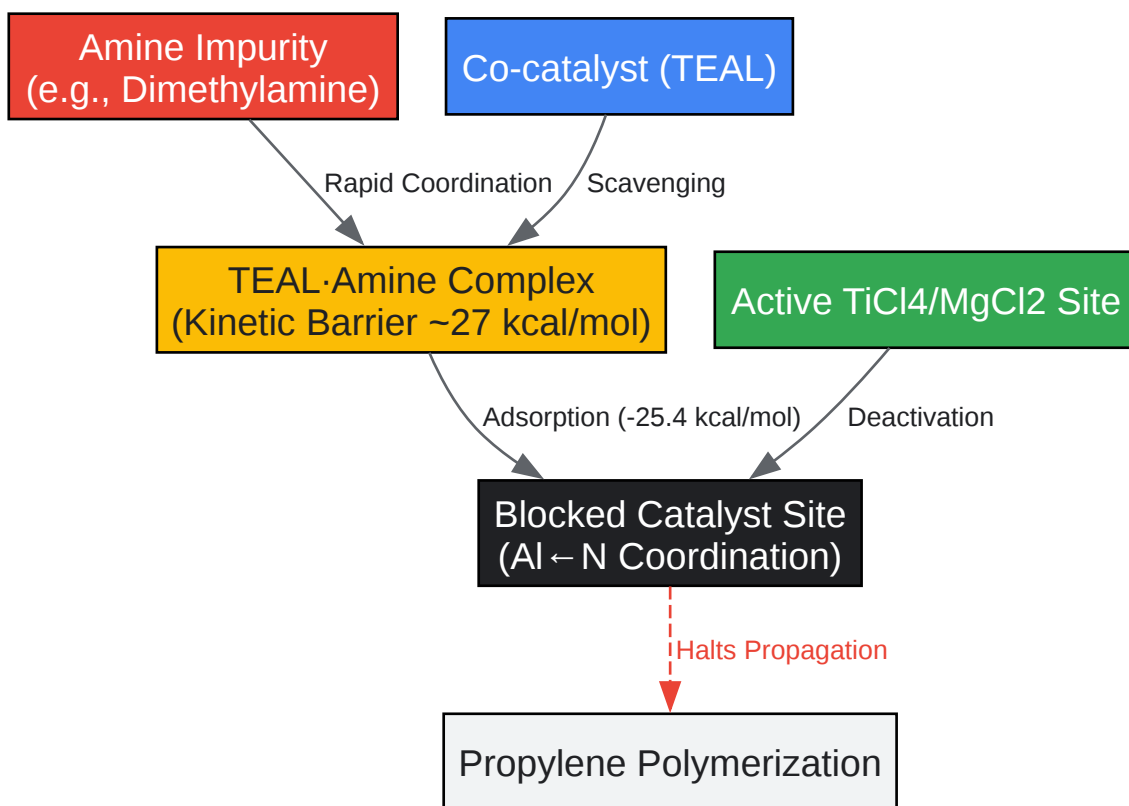 Amine Impurity
(e.g., Dimethylamine)
Co-catalyst (TEAL)
Rapid Coordination
Scavenging
TEAL·Amine Complex
(Kinetic Barrier ~27 kcal/mol)
Active TiCl4/MgCl2 Site
Adsorption (-25.4 kcal/mol)
Deactivation
Blocked Catalyst Site
(Al←N Coordination)
Halts Propagation
Propylene Polymerization